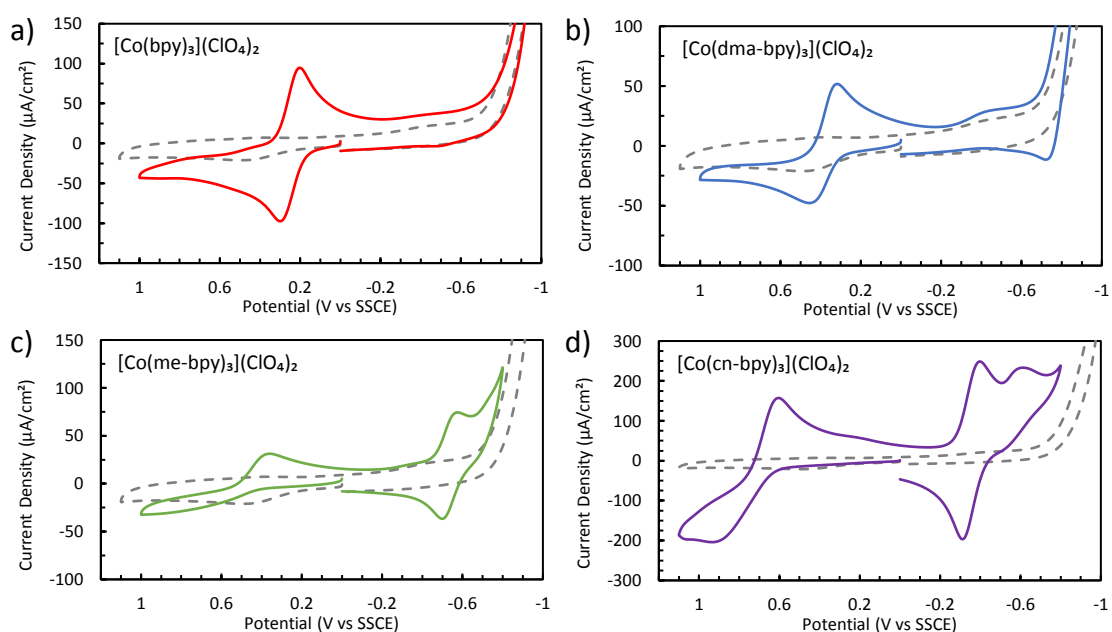 a)
[Co(bpy)₃](ClO₄)₂
Current Density (µA/cm²)
150
100
50
0
-50
-100
-150
1 0.6 0.2 -0.2 -0.6 -1
Potential (V vs SSCE)
b)
[Co(dma-bpy)₃](ClO₄)₂
Current Density (µA/cm²)
100
50
0
-50
-100
1 0.6 0.2 -0.2 -0.6 -1
Potential (V vs SSCE)
c)
[Co(me-bpy)₃](ClO₄)₂
Current Density (µA/cm²)
150
100
50
0
-50
-100
1 0.6 0.2 -0.2 -0.6 -1
Potential (V vs SSCE)
d)
[Co(cn-bpy)₃](ClO₄)₂
Current Density (µA/cm²)
300
200
100
0
-100
-200
-300
1 0.6 0.2 -0.2 -0.6 -1
Potential (V vs SSCE)